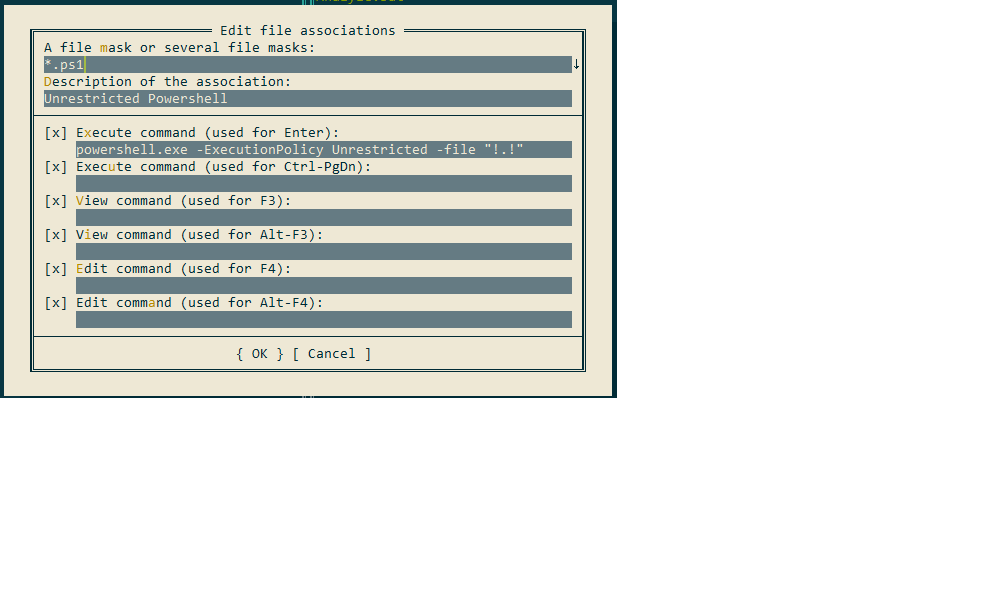 Edit file associations
A file mask or several file masks:
*.ps1 ↓
Description of the association:
Unrestricted Powershell
[x] Execute command (used for Enter):
powershell.exe -ExecutionPolicy Unrestricted -file "!.!"
[x] Execute command (used for Ctrl-PgDn):
[x] View command (used for F3):
[x] View command (used for Alt-F3):
[x] Edit command (used for F4):
[x] Edit command (used for Alt-F4):
{ OK } [ Cancel ]